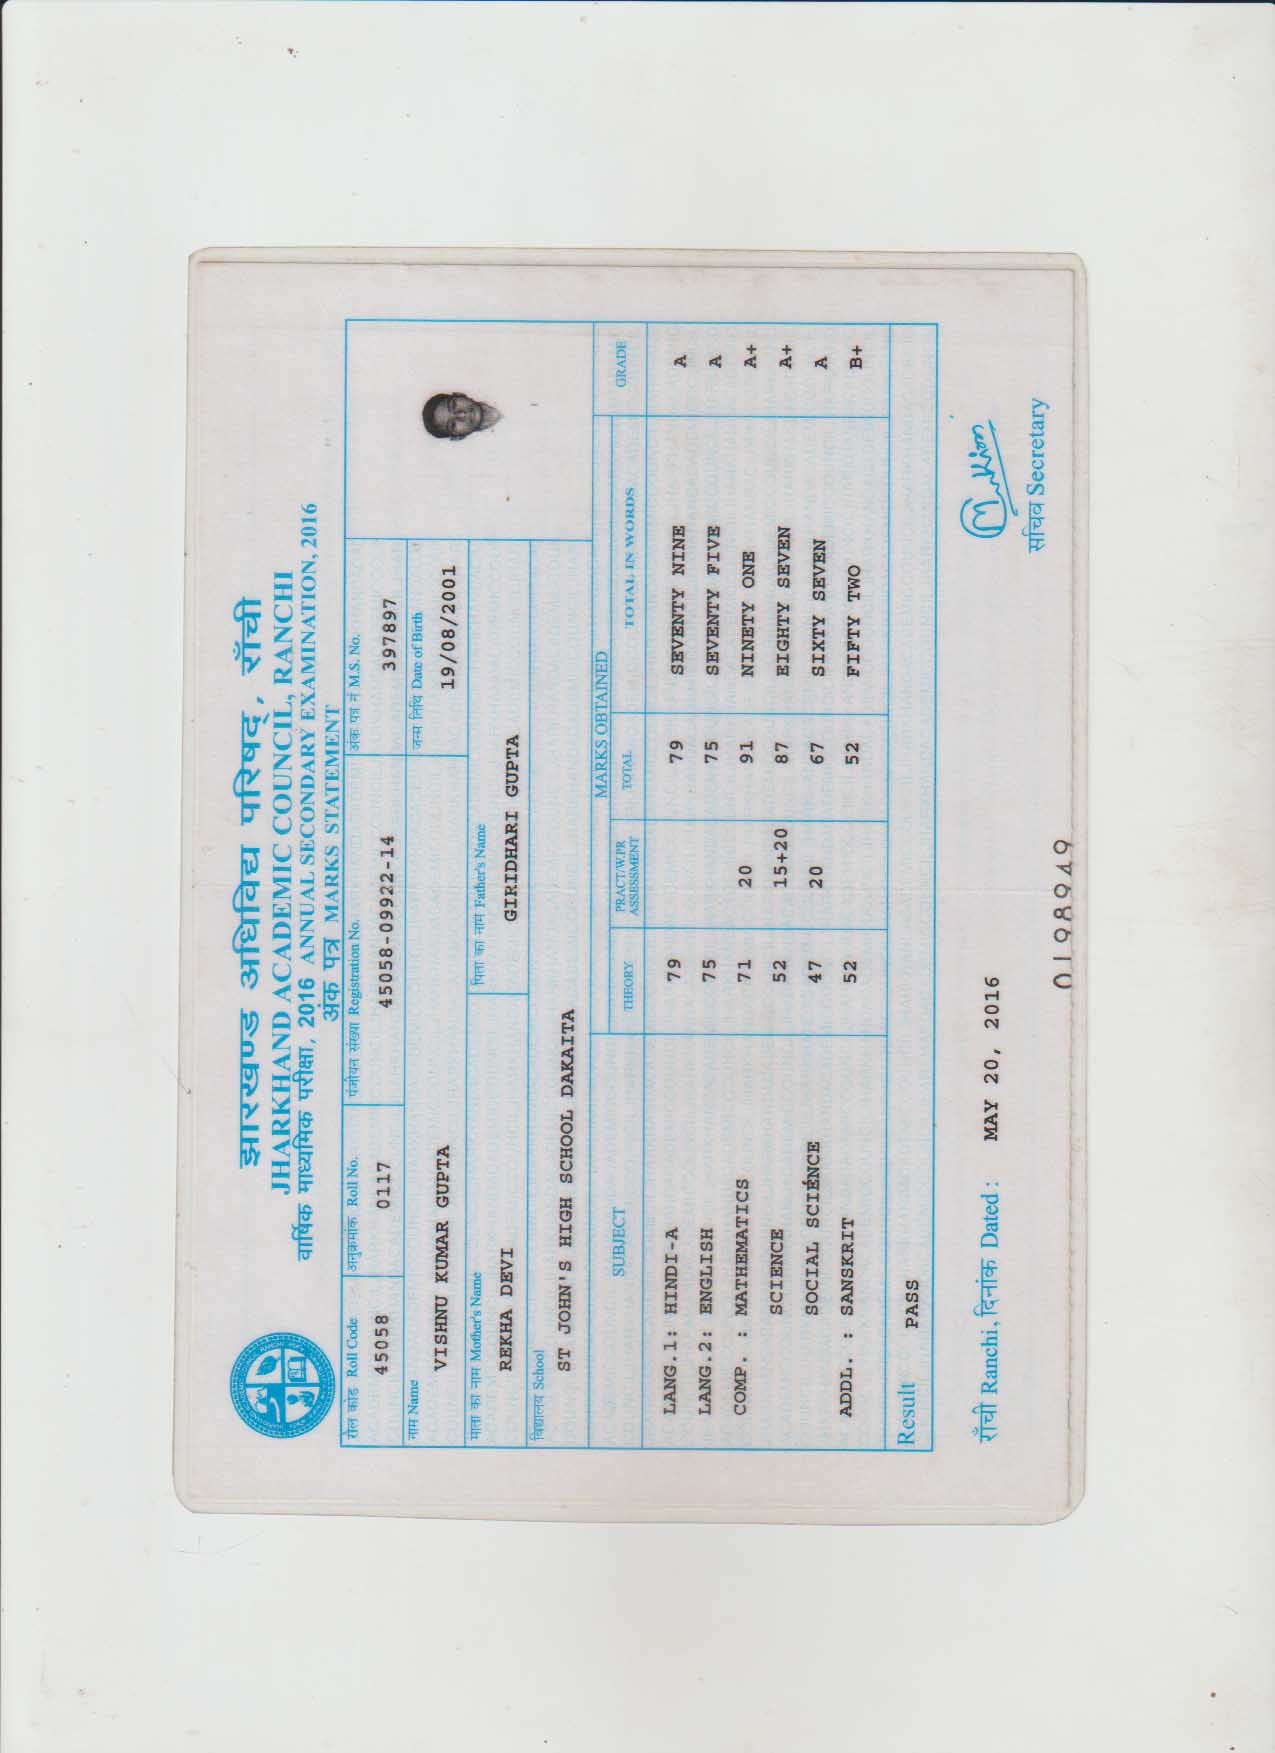 झारखण्ड अधिविद्य परिषद्, राँची
JHARKHAND ACADEMIC COUNCIL, RANCHI
वार्षिक माध्यमिक परीक्षा, 2016 ANNUAL SECONDARY EXAMINATION, 2016
अंक पत्र MARKS STATEMENT
रोल कोड Roll Code अनुक्रमांक Roll No. पंजीयन संख्या Registration No. अंक पत्र नं M.S. No.
45058 0117 45058-09922-14 397897
नाम Name जन्म तिथि Date of Birth
VISHNU KUMAR GUPTA 19/08/2001
माता का नाम Mother's Name पिता का नाम Father's Name
REKHA DEVI GIRIDHARI GUPTA
विद्यालय School
ST JOHN'S HIGH SCHOOL DAKAITA
MARKS OBTAINED
SUBJECT THEORY PRACT/W.PR ASSESSMENT TOTAL TOTAL IN WORDS GRADE
LANG.1: HINDI-A 79 79 SEVENTY NINE A
LANG.2: ENGLISH 75 75 SEVENTY FIVE A
COMP. : MATHEMATICS 71 20 91 NINETY ONE A+
SCIENCE 52 15+20 87 EIGHTY SEVEN A+
SOCIAL SCIENCE 47 20 67 SIXTY SEVEN A
ADDL. : SANSKRIT 52 52 FIFTY TWO B+
Result PASS
राँची Ranchi, दिनांक Dated : MAY 20, 2016
सचिव Secretary
0198949